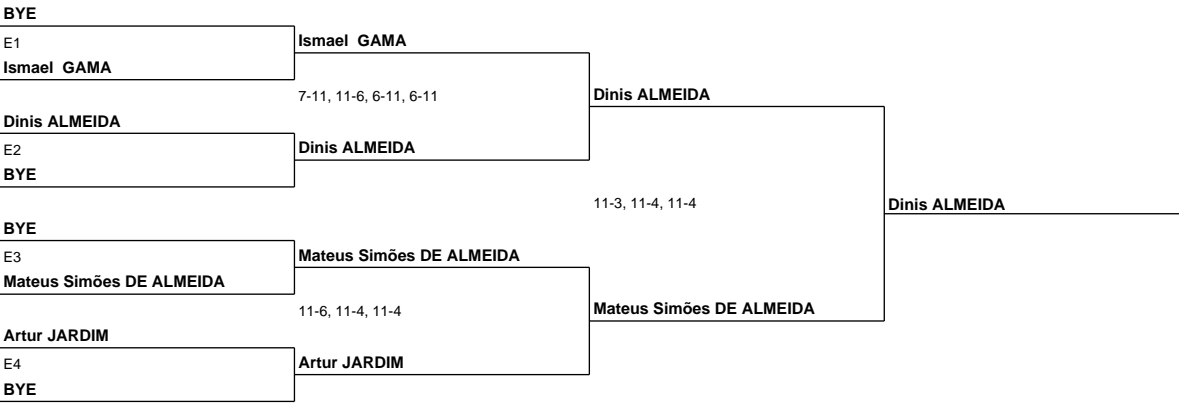 BYE
E1
Ismael GAMA
Dinis ALMEIDA
E2
BYE
BYE
E3
Mateus Simões DE ALMEIDA
Artur JARDIM
E4
BYE
Ismael GAMA
7-11, 11-6, 6-11, 6-11
Dinis ALMEIDA
Mateus Simões DE ALMEIDA
11-6, 11-4, 11-4
Artur JARDIM
Dinis ALMEIDA
11-3, 11-4, 11-4
Mateus Simões DE ALMEIDA
Dinis ALMEIDA